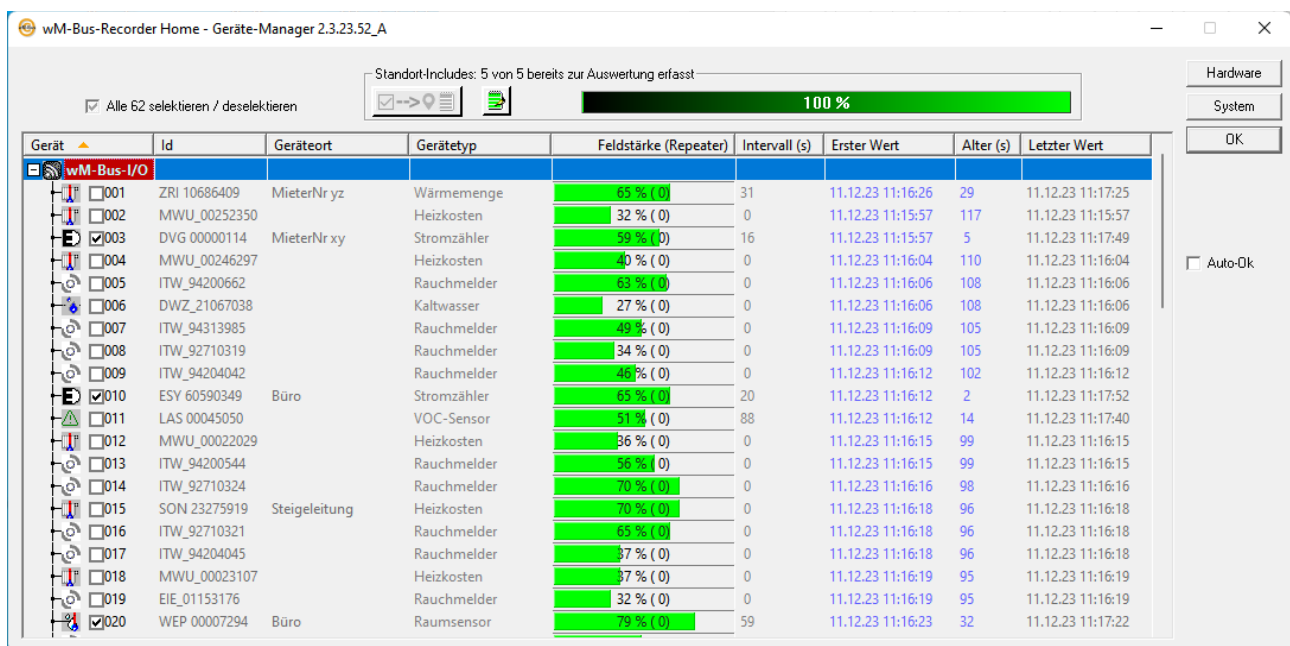 wM-Bus-Recorder Home - Geräte-Manager 2.3.23.52_A
Standort-Includes: 5 von 5 bereits zur Auswertung erfasst
Hardware
Alle 62 selektieren / deselektieren
-->
100 %
System
OK
Gerät Id Geräteort Gerätetyp Feldstärke (Repeater) Intervall (s) Erster Wert Alter (s) Letzter Wert
wM-Bus-I/O
001 ZRI 10686409 MieterNr yz Wärmemenge 65 % ( 0) 31 11.12.23 11:16:26 29 11.12.23 11:17:25
002 MWU_00252350 Heizkosten 32 % ( 0) 0 11.12.23 11:15:57 117 11.12.23 11:15:57
003 DVG 00000114 MieterNr xy Stromzähler 59 % ( 0) 16 11.12.23 11:15:57 5 11.12.23 11:17:49
004 MWU_00246297 Heizkosten 40 % ( 0) 0 11.12.23 11:16:04 110 11.12.23 11:16:04
Auto-Ok
005 ITW_94200662 Rauchmelder 63 % ( 0) 0 11.12.23 11:16:06 108 11.12.23 11:16:06
006 DWZ_21067038 Kaltwasser 27 % ( 0) 0 11.12.23 11:16:06 108 11.12.23 11:16:06
007 ITW_94313985 Rauchmelder 49 % ( 0) 0 11.12.23 11:16:09 105 11.12.23 11:16:09
008 ITW_92710319 Rauchmelder 34 % ( 0) 0 11.12.23 11:16:09 105 11.12.23 11:16:09
009 ITW_94204042 Rauchmelder 46 % ( 0) 0 11.12.23 11:16:12 102 11.12.23 11:16:12
010 ESY 60590349 Büro Stromzähler 65 % ( 0) 20 11.12.23 11:16:12 2 11.12.23 11:17:52
011 LAS 00045050 VOC-Sensor 51 % ( 0) 88 11.12.23 11:16:12 14 11.12.23 11:17:40
012 MWU_00022029 Heizkosten 36 % ( 0) 0 11.12.23 11:16:15 99 11.12.23 11:16:15
013 ITW_94200544 Rauchmelder 56 % ( 0) 0 11.12.23 11:16:15 99 11.12.23 11:16:15
014 ITW_92710324 Rauchmelder 70 % ( 0) 0 11.12.23 11:16:16 98 11.12.23 11:16:16
015 SON 23275919 Steigeleitung Heizkosten 70 % ( 0) 0 11.12.23 11:16:18 96 11.12.23 11:16:18
016 ITW_92710321 Rauchmelder 65 % ( 0) 0 11.12.23 11:16:18 96 11.12.23 11:16:18
017 ITW_94204045 Rauchmelder 37 % ( 0) 0 11.12.23 11:16:18 96 11.12.23 11:16:18
018 MWU_00023107 Heizkosten 37 % ( 0) 0 11.12.23 11:16:19 95 11.12.23 11:16:19
019 EIE_01153176 Rauchmelder 32 % ( 0) 0 11.12.23 11:16:19 95 11.12.23 11:16:19
020 WEP 00007294 Büro Raumsensor 79 % ( 0) 59 11.12.23 11:16:23 32 11.12.23 11:17:22